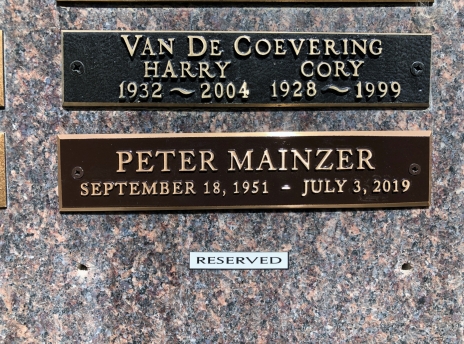 VAN DE COEVERING
HARRY CORY
1932 ~ 2004 1928 ~ 1999
PETER MAINZER
SEPTEMBER 18, 1951 - JULY 3, 2019
RESERVED